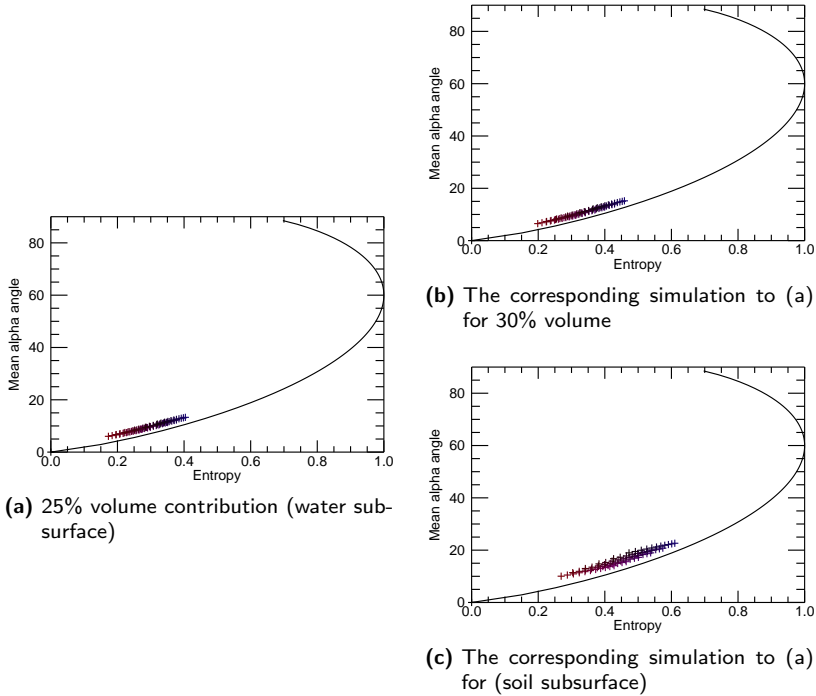 Mean alpha angle
80
60
40
20
0
0.0 0.2 0.4 0.6 0.8 1.0
Entropy
(a) 25% volume contribution (water sub-
surface)
Mean alpha angle
80
60
40
20
0
0.0 0.2 0.4 0.6 0.8 1.0
Entropy
(b) The corresponding simulation to (a)
for 30% volume
Mean alpha angle
80
60
40
20
0
0.0 0.2 0.4 0.6 0.8 1.0
Entropy
(c) The corresponding simulation to (a)
for (soil subsurface)